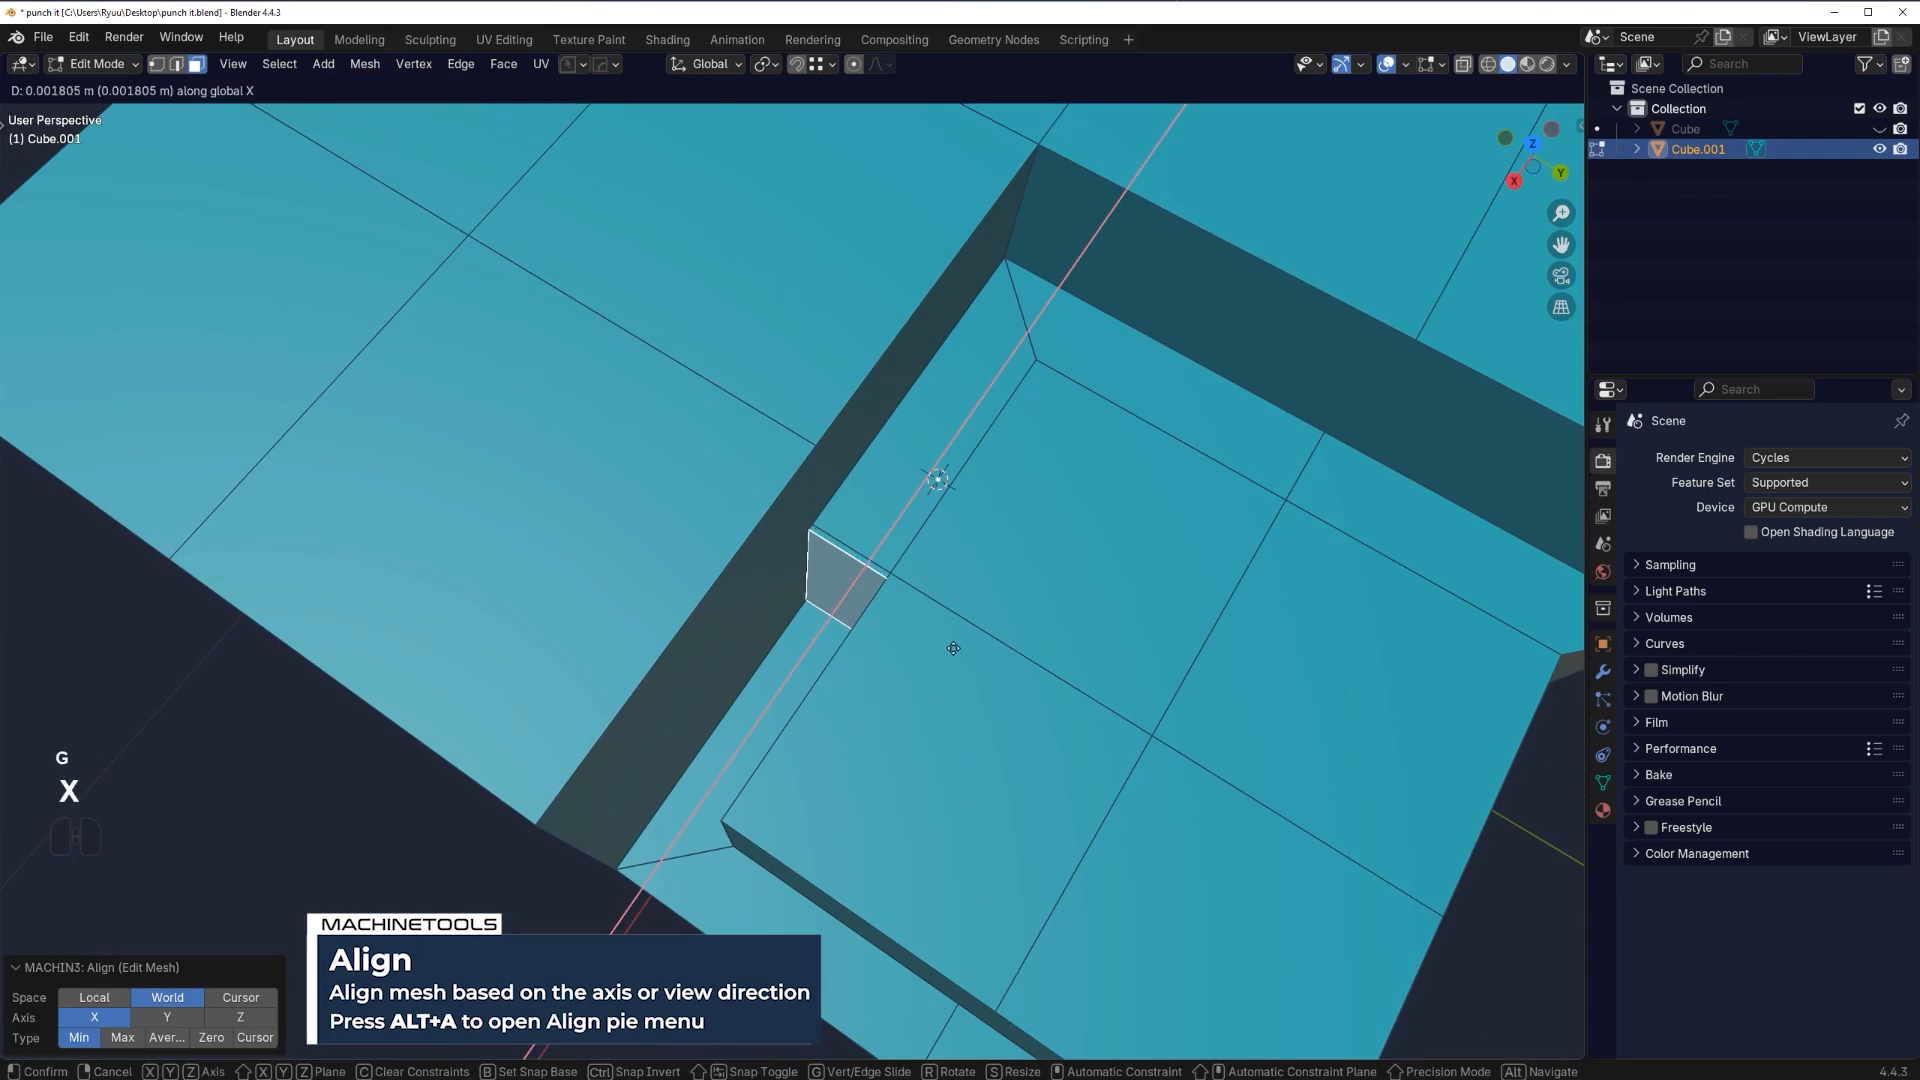 * punch it [C:\Users\Ryuu\Desktop\punch it.blend] - Blender 4.4.3
File Edit Render Window Help Layout Modeling Sculpting UV Editing Texture Paint Shading Animation Rendering Compositing Geometry Nodes Scripting + Scene ViewLayer
Edit Mode View Select Add Mesh Vertex Edge Face UV Global Search
D: 0.001805 m (0.001805 m) along global X
User Perspective
(1) Cube.001
Z
Y
X
Scene Collection
Collection
Cube
Cube.001
Search
Scene
Render Engine Cycles
Feature Set Supported
Device GPU Compute
Open Shading Language
Sampling
Light Paths
Volumes
Curves
Simplify
Motion Blur
Film
Performance
Bake
Grease Pencil
Freestyle
Color Management
G
X
MACHINETOOLS
Align
Align mesh based on the axis or view direction
Press ALT+A to open Align pie menu
MACHIN3: Align (Edit Mesh)
Space Local World Cursor
Axis X Y Z
Type Min Max Aver... Zero Cursor
Confirm Cancel X Y Z Axis X Y Z Plane C Clear Constraints B Set Snap Base Ctrl Snap Invert Snap Toggle G Vert/Edge Slide R Rotate S Resize Automatic Constraint Automatic Constraint Plane Precision Mode Alt Navigate 4.4.3